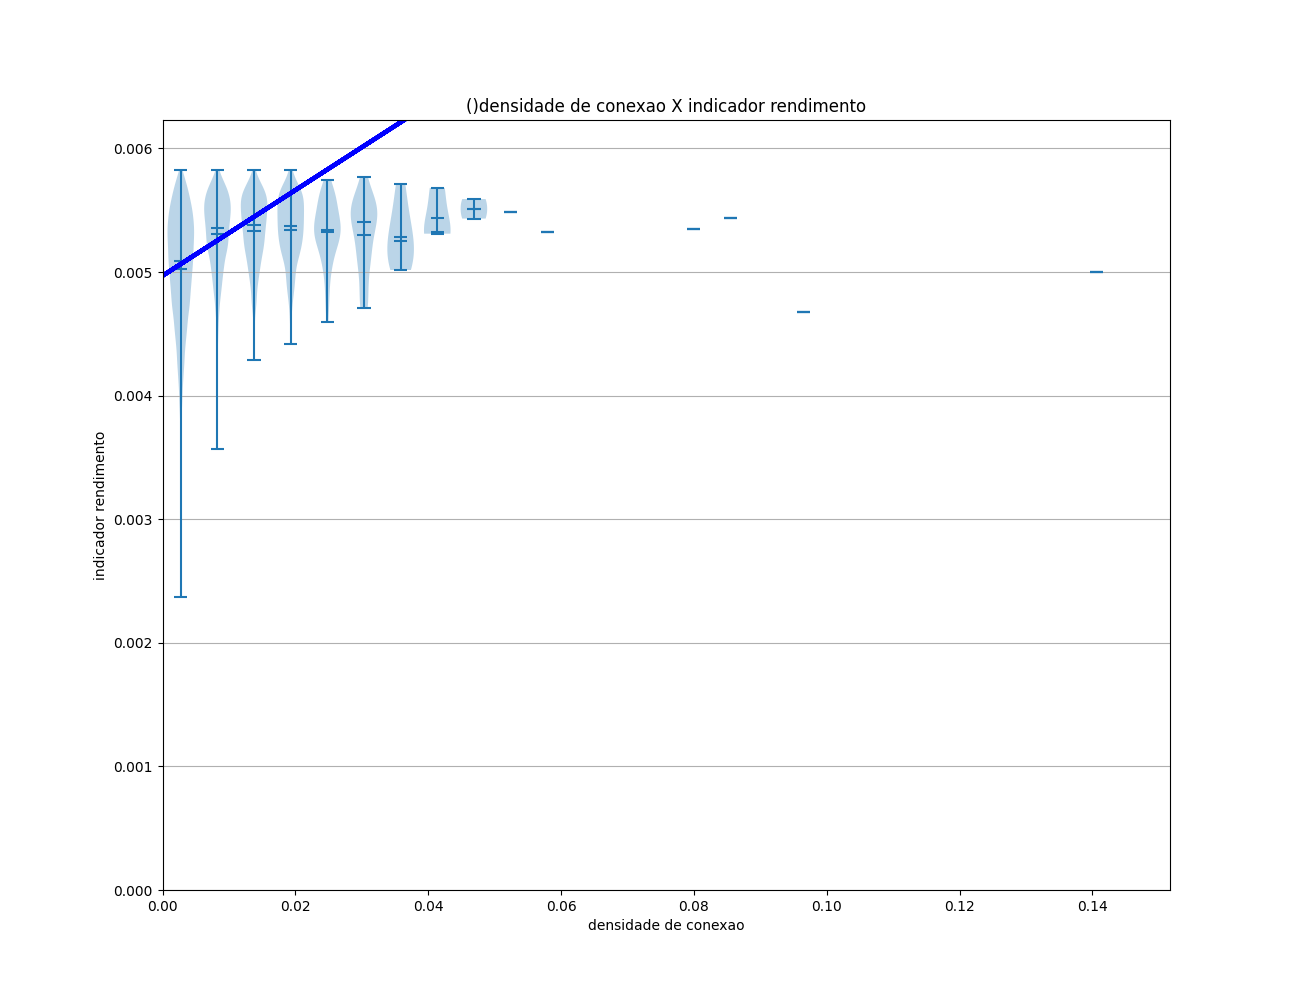 ()densidade de conexao X indicador rendimento
0.006
0.005
0.004
0.003
0.002
0.001
0.000
indicador rendimento
0.00 0.02 0.04 0.06 0.08 0.10 0.12 0.14
densidade de conexao